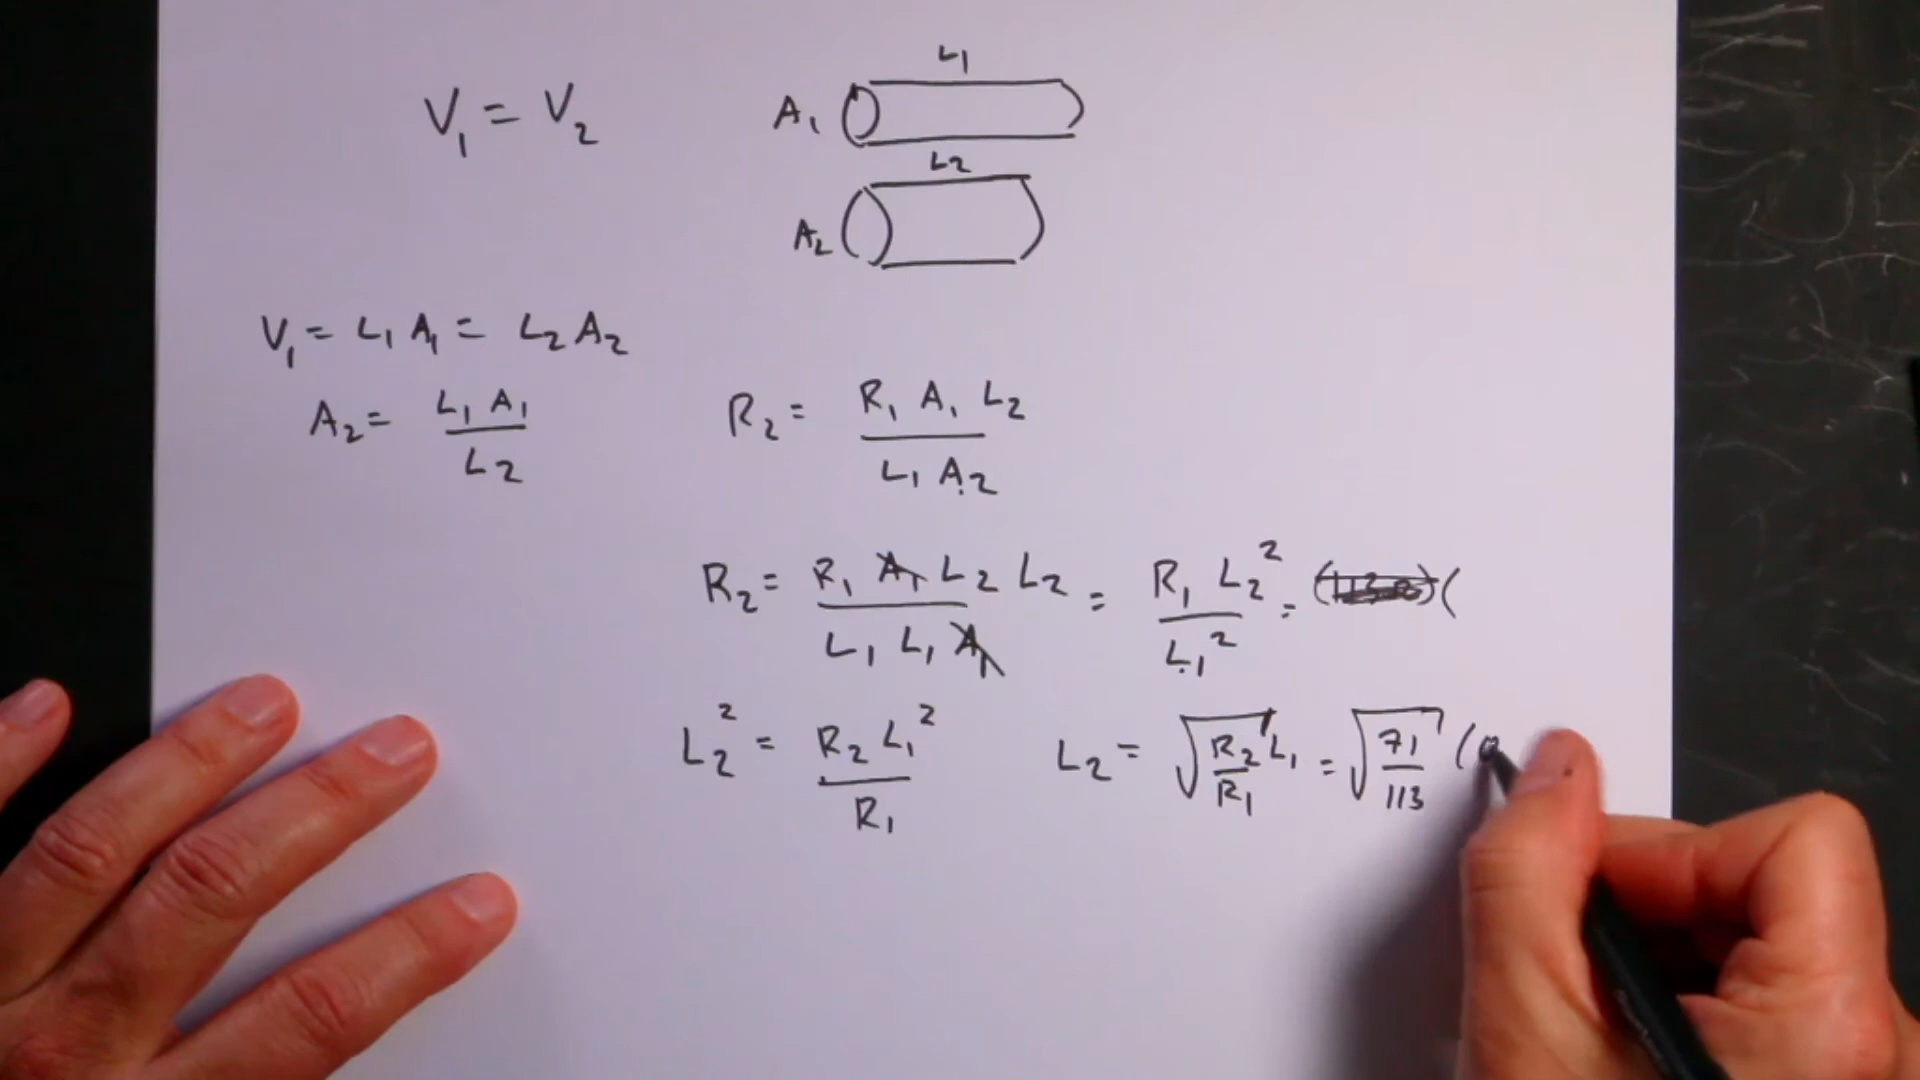 L₁
V₁ = V₂ A₁
L₂
A₂
V₁ = L₁ A₁ = L₂ A₂
A₂ = L₁ A₁ / L₂
R₂ = R₁ A₁ L₂ / L₁ A₂
R₂ = R₁ A₁ L₂ L₂ / L₁ L₁ A₁ = R₁ L₂² / L₁² = (
L₂² = R₂ L₁² / R₁
L₂ = √(R₂/R₁) L₁ = √(71/113) (